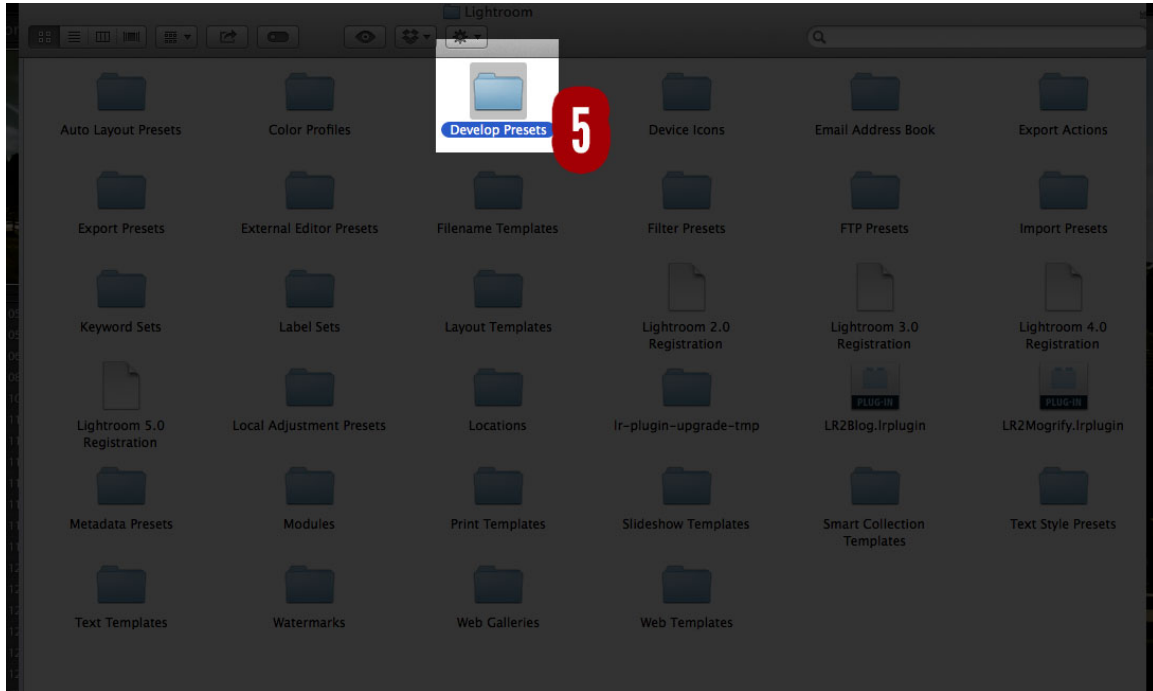 Lightroom
Auto Layout Presets
Color Profiles
Develop Presets
5
Device Icons
Email Address Book
Export Actions
Export Presets
External Editor Presets
Filename Templates
Filter Presets
FTP Presets
Import Presets
Keyword Sets
Label Sets
Layout Templates
Lightroom 2.0
Registration
Lightroom 3.0
Registration
Lightroom 4.0
Registration
Lightroom 5.0
Registration
Local Adjustment Presets
Locations
lr-plugin-upgrade-tmp
PLUG-IN
LR2Blog.lrplugin
PLUG-IN
LR2Mogrify.lrplugin
Metadata Presets
Modules
Print Templates
Slideshow Templates
Smart Collection
Templates
Text Style Presets
Text Templates
Watermarks
Web Galleries
Web Templates